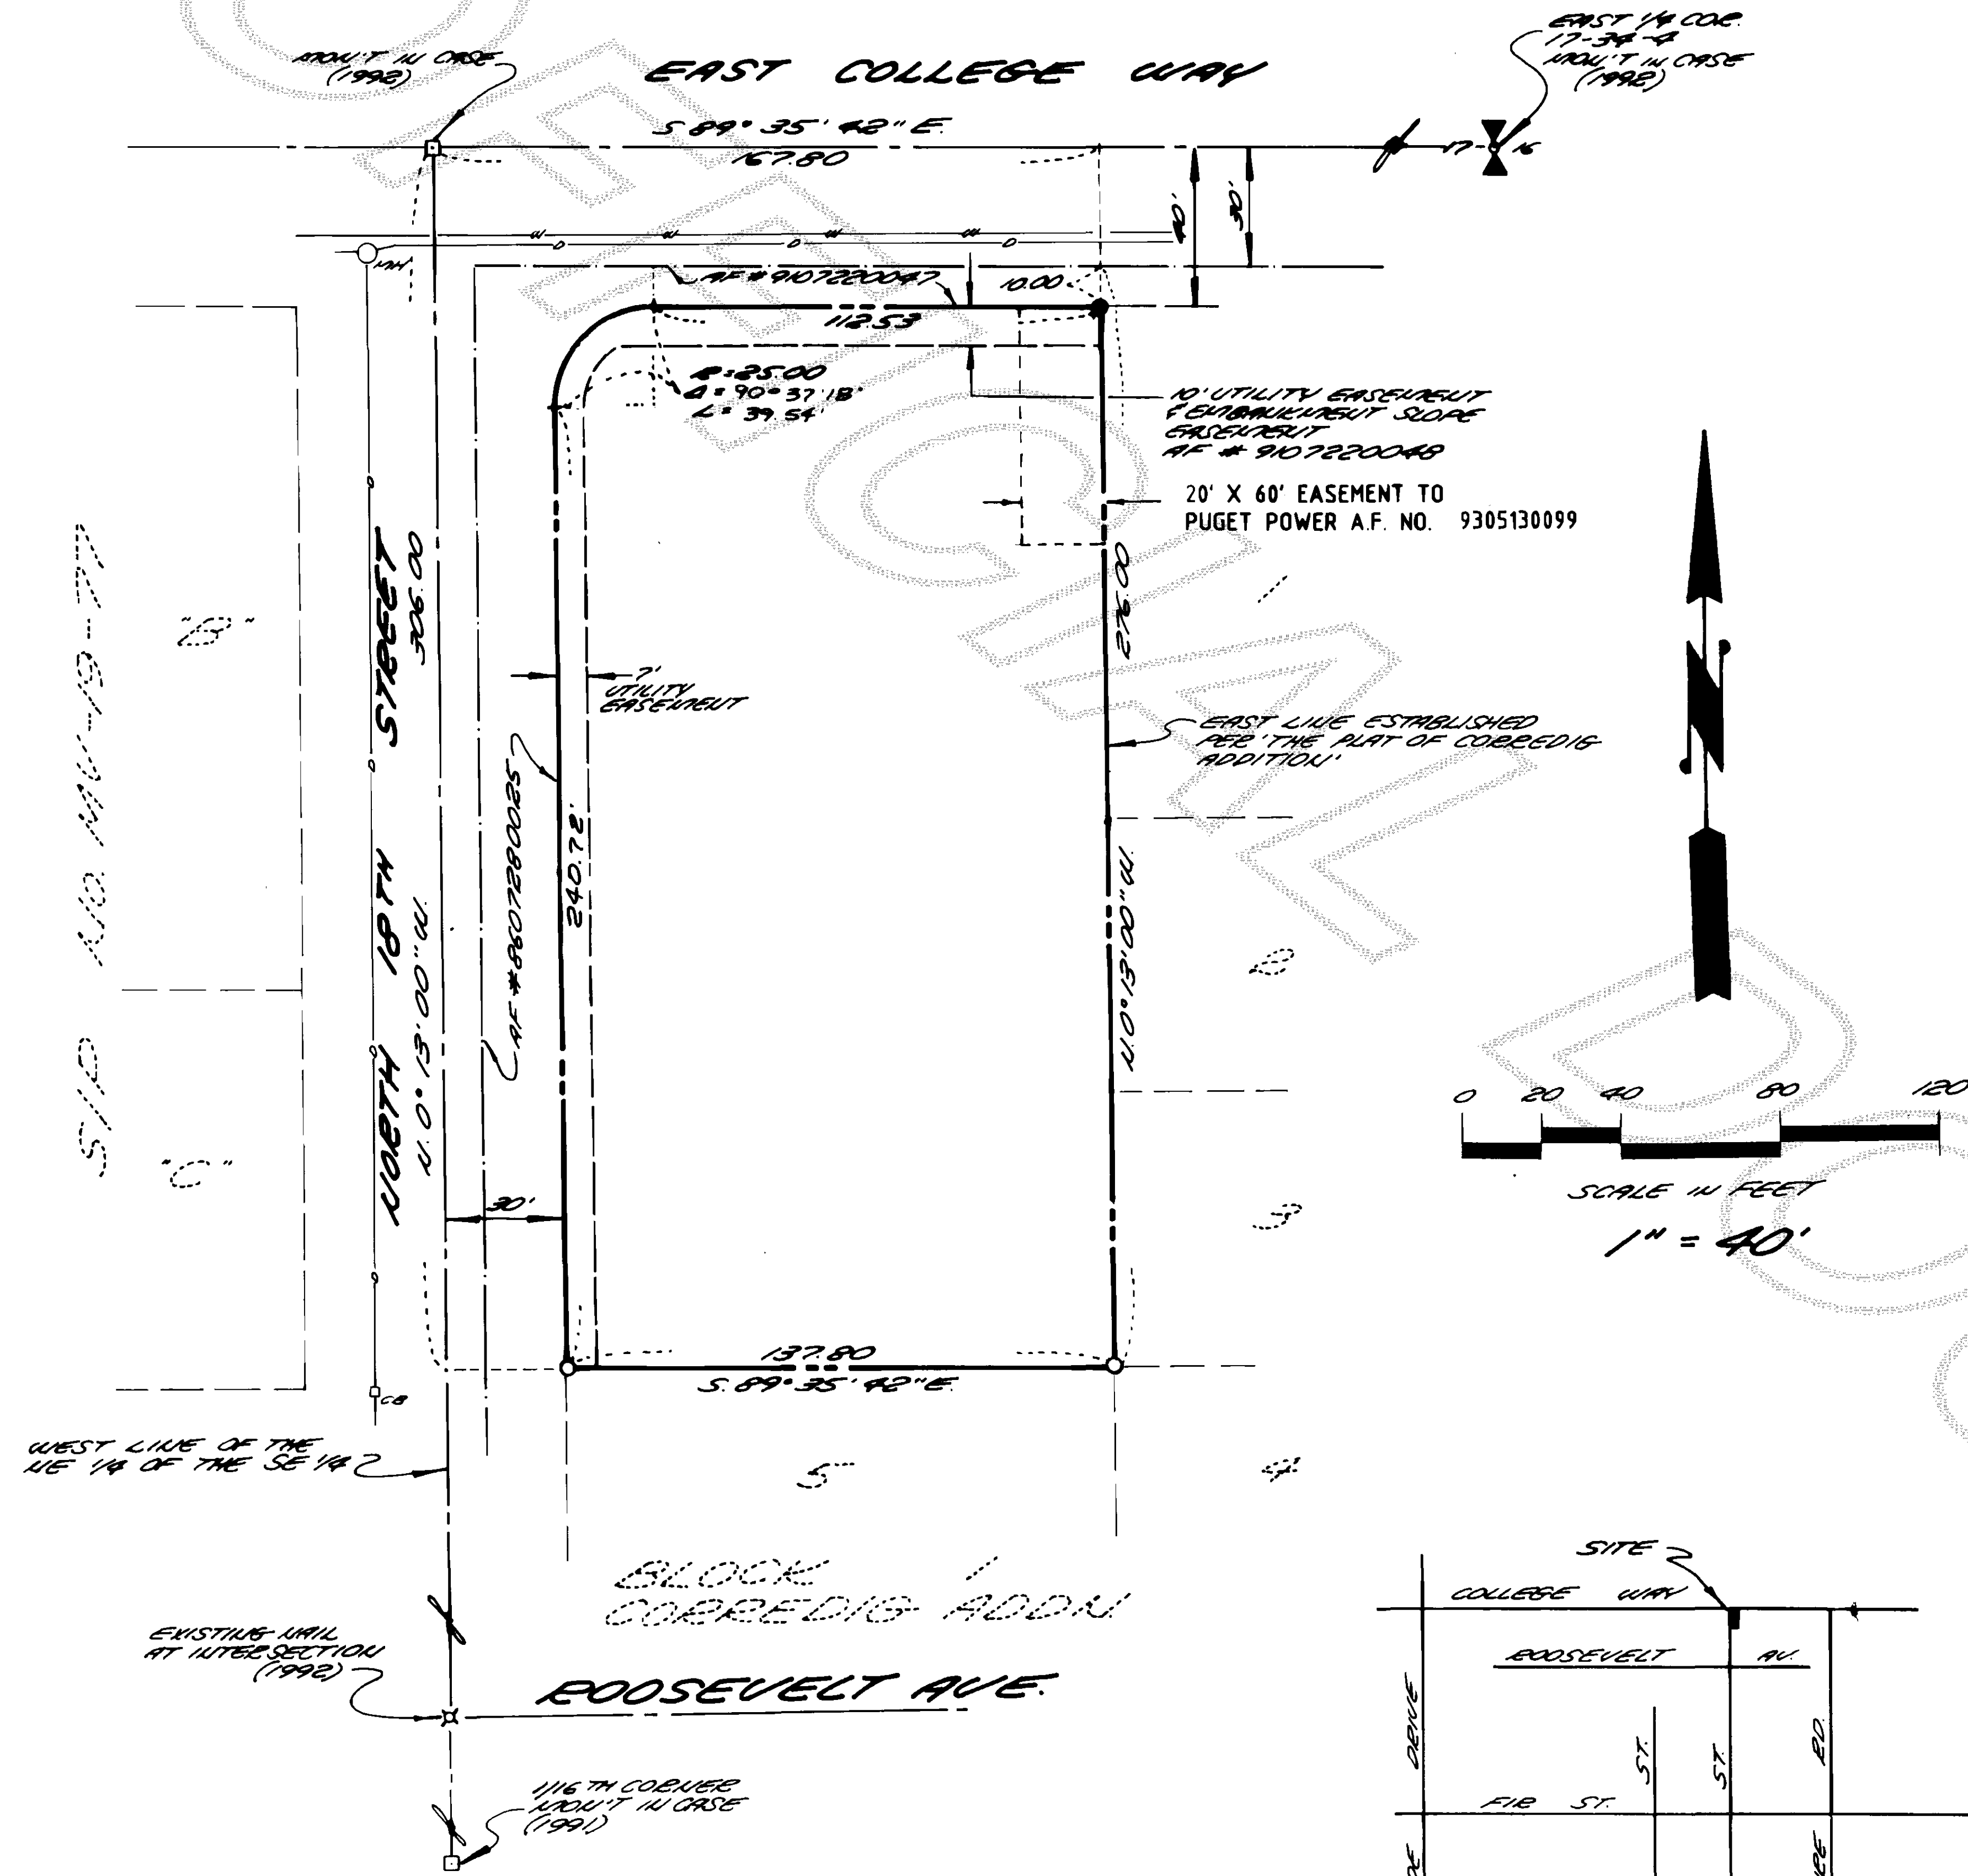 MON'T IN CASE
(1992)
EAST COLLEGE WAY
EAST 1/4 COR.
17-34-4
MON'T IN CASE
(1992)
S 89° 35' 42" E.
167.80
17
16
40'
30'
W W W W
D D D D
MH
AF # 9107220047
10.00
112.53
R = 25.00
Δ = 90° 37' 18"
L = 39.54'
10' UTILITY EASEMENT
& EMBANKMENT SLOPE
EASEMENT
AF # 9107220048
20' X 60' EASEMENT TO
PUGET POWER A.F. NO. 9305130099
S/P NO. MV-19-77
"B"
"C"
NORTH 18TH STREET
N. 0° 13' 00" W.
306.00
7'
UTILITY
EASEMENT
AF # 8607280025
240.72'
276.00
N. 0° 13' 00" W.
EAST LINE ESTABLISHED
PER 'THE PLAT OF CORREDIG
ADDITION'
1
2
3
4
5
30'
137.80
S. 89° 35' 42" E.
CB
WEST LINE OF THE
NE 1/4 OF THE SE 1/4
BLOCK 1
CORREDIG ADDN.
EXISTING NAIL
AT INTERSECTION
(1992)
ROOSEVELT AVE.
1/16 TH CORNER
MON'T IN CASE
(1991)
N
0 20 40 80 120
SCALE IN FEET
1" = 40'
SITE
COLLEGE WAY
ROOSEVELT AV.
DRIVE
ST.
ST.
RD.
FIR ST.
UNOFFICIAL DOCUMENT